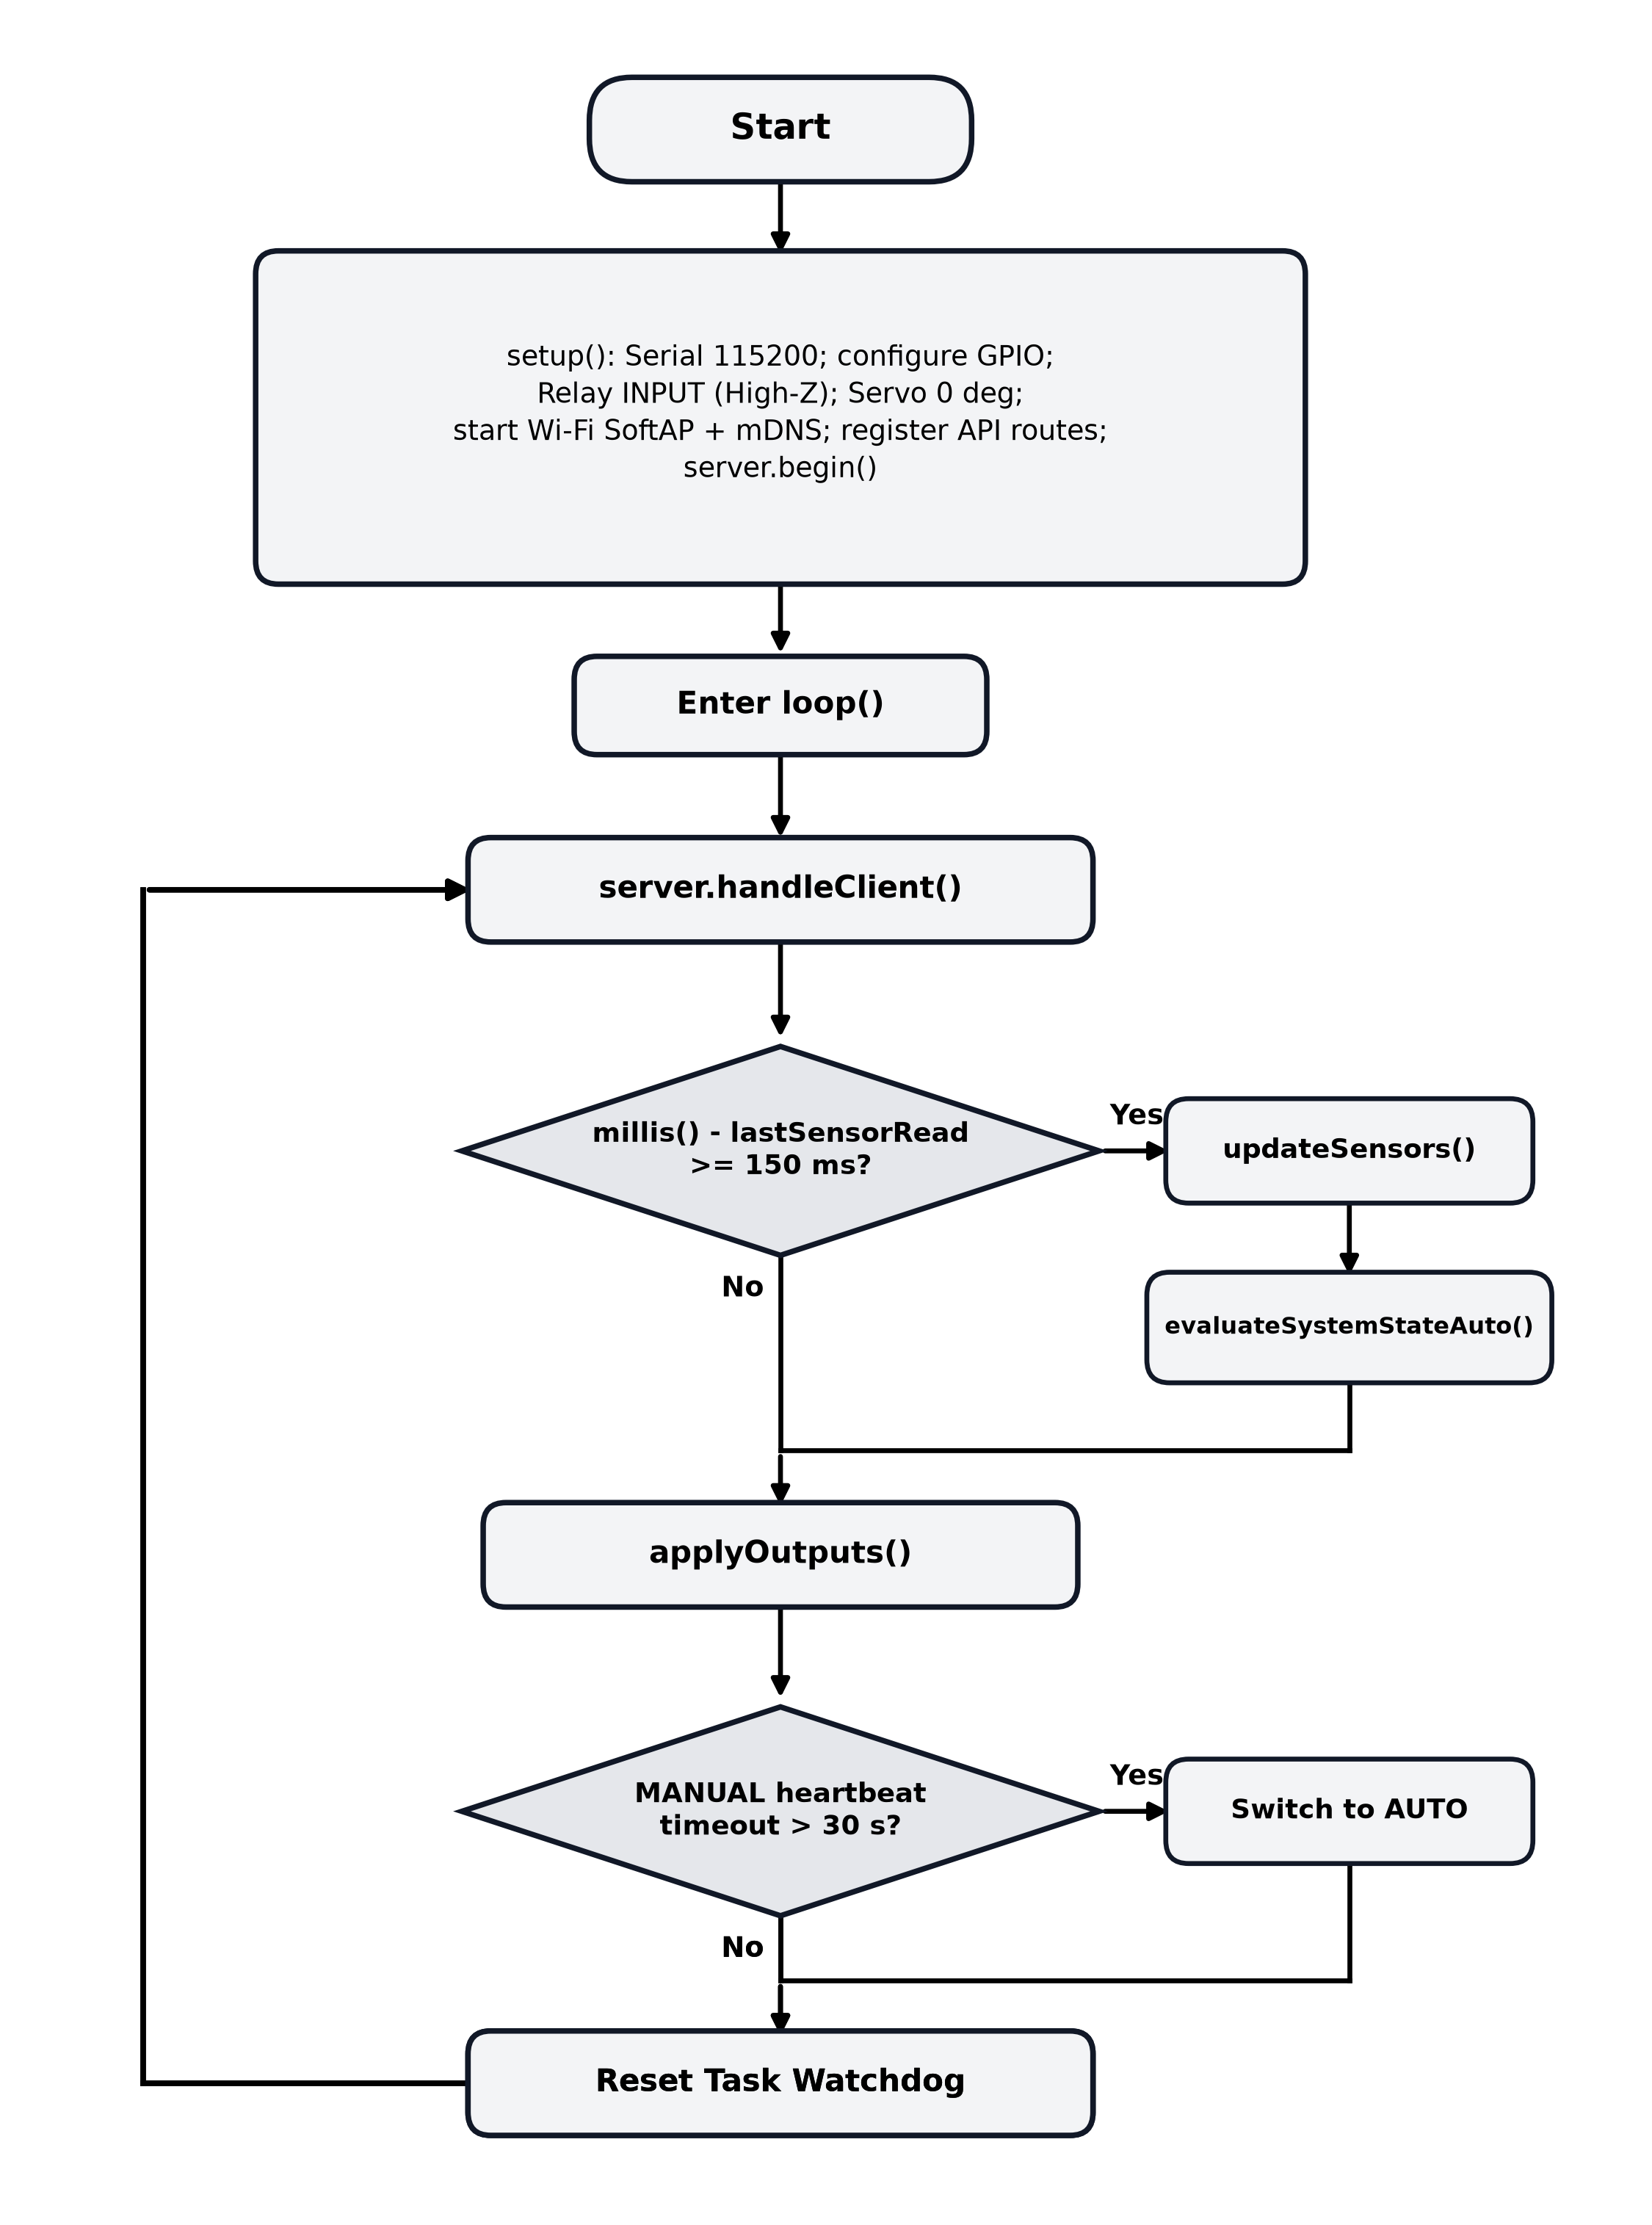 Start
setup(): Serial 115200; configure GPIO;
Relay INPUT (High-Z); Servo 0 deg;
start Wi-Fi SoftAP + mDNS; register API routes;
server.begin()
Enter loop()
server.handleClient()
millis() - lastSensorRead
>= 150 ms?
Yes
updateSensors()
No
evaluateSystemStateAuto()
applyOutputs()
MANUAL heartbeat
timeout > 30 s?
Yes
Switch to AUTO
No
Reset Task Watchdog